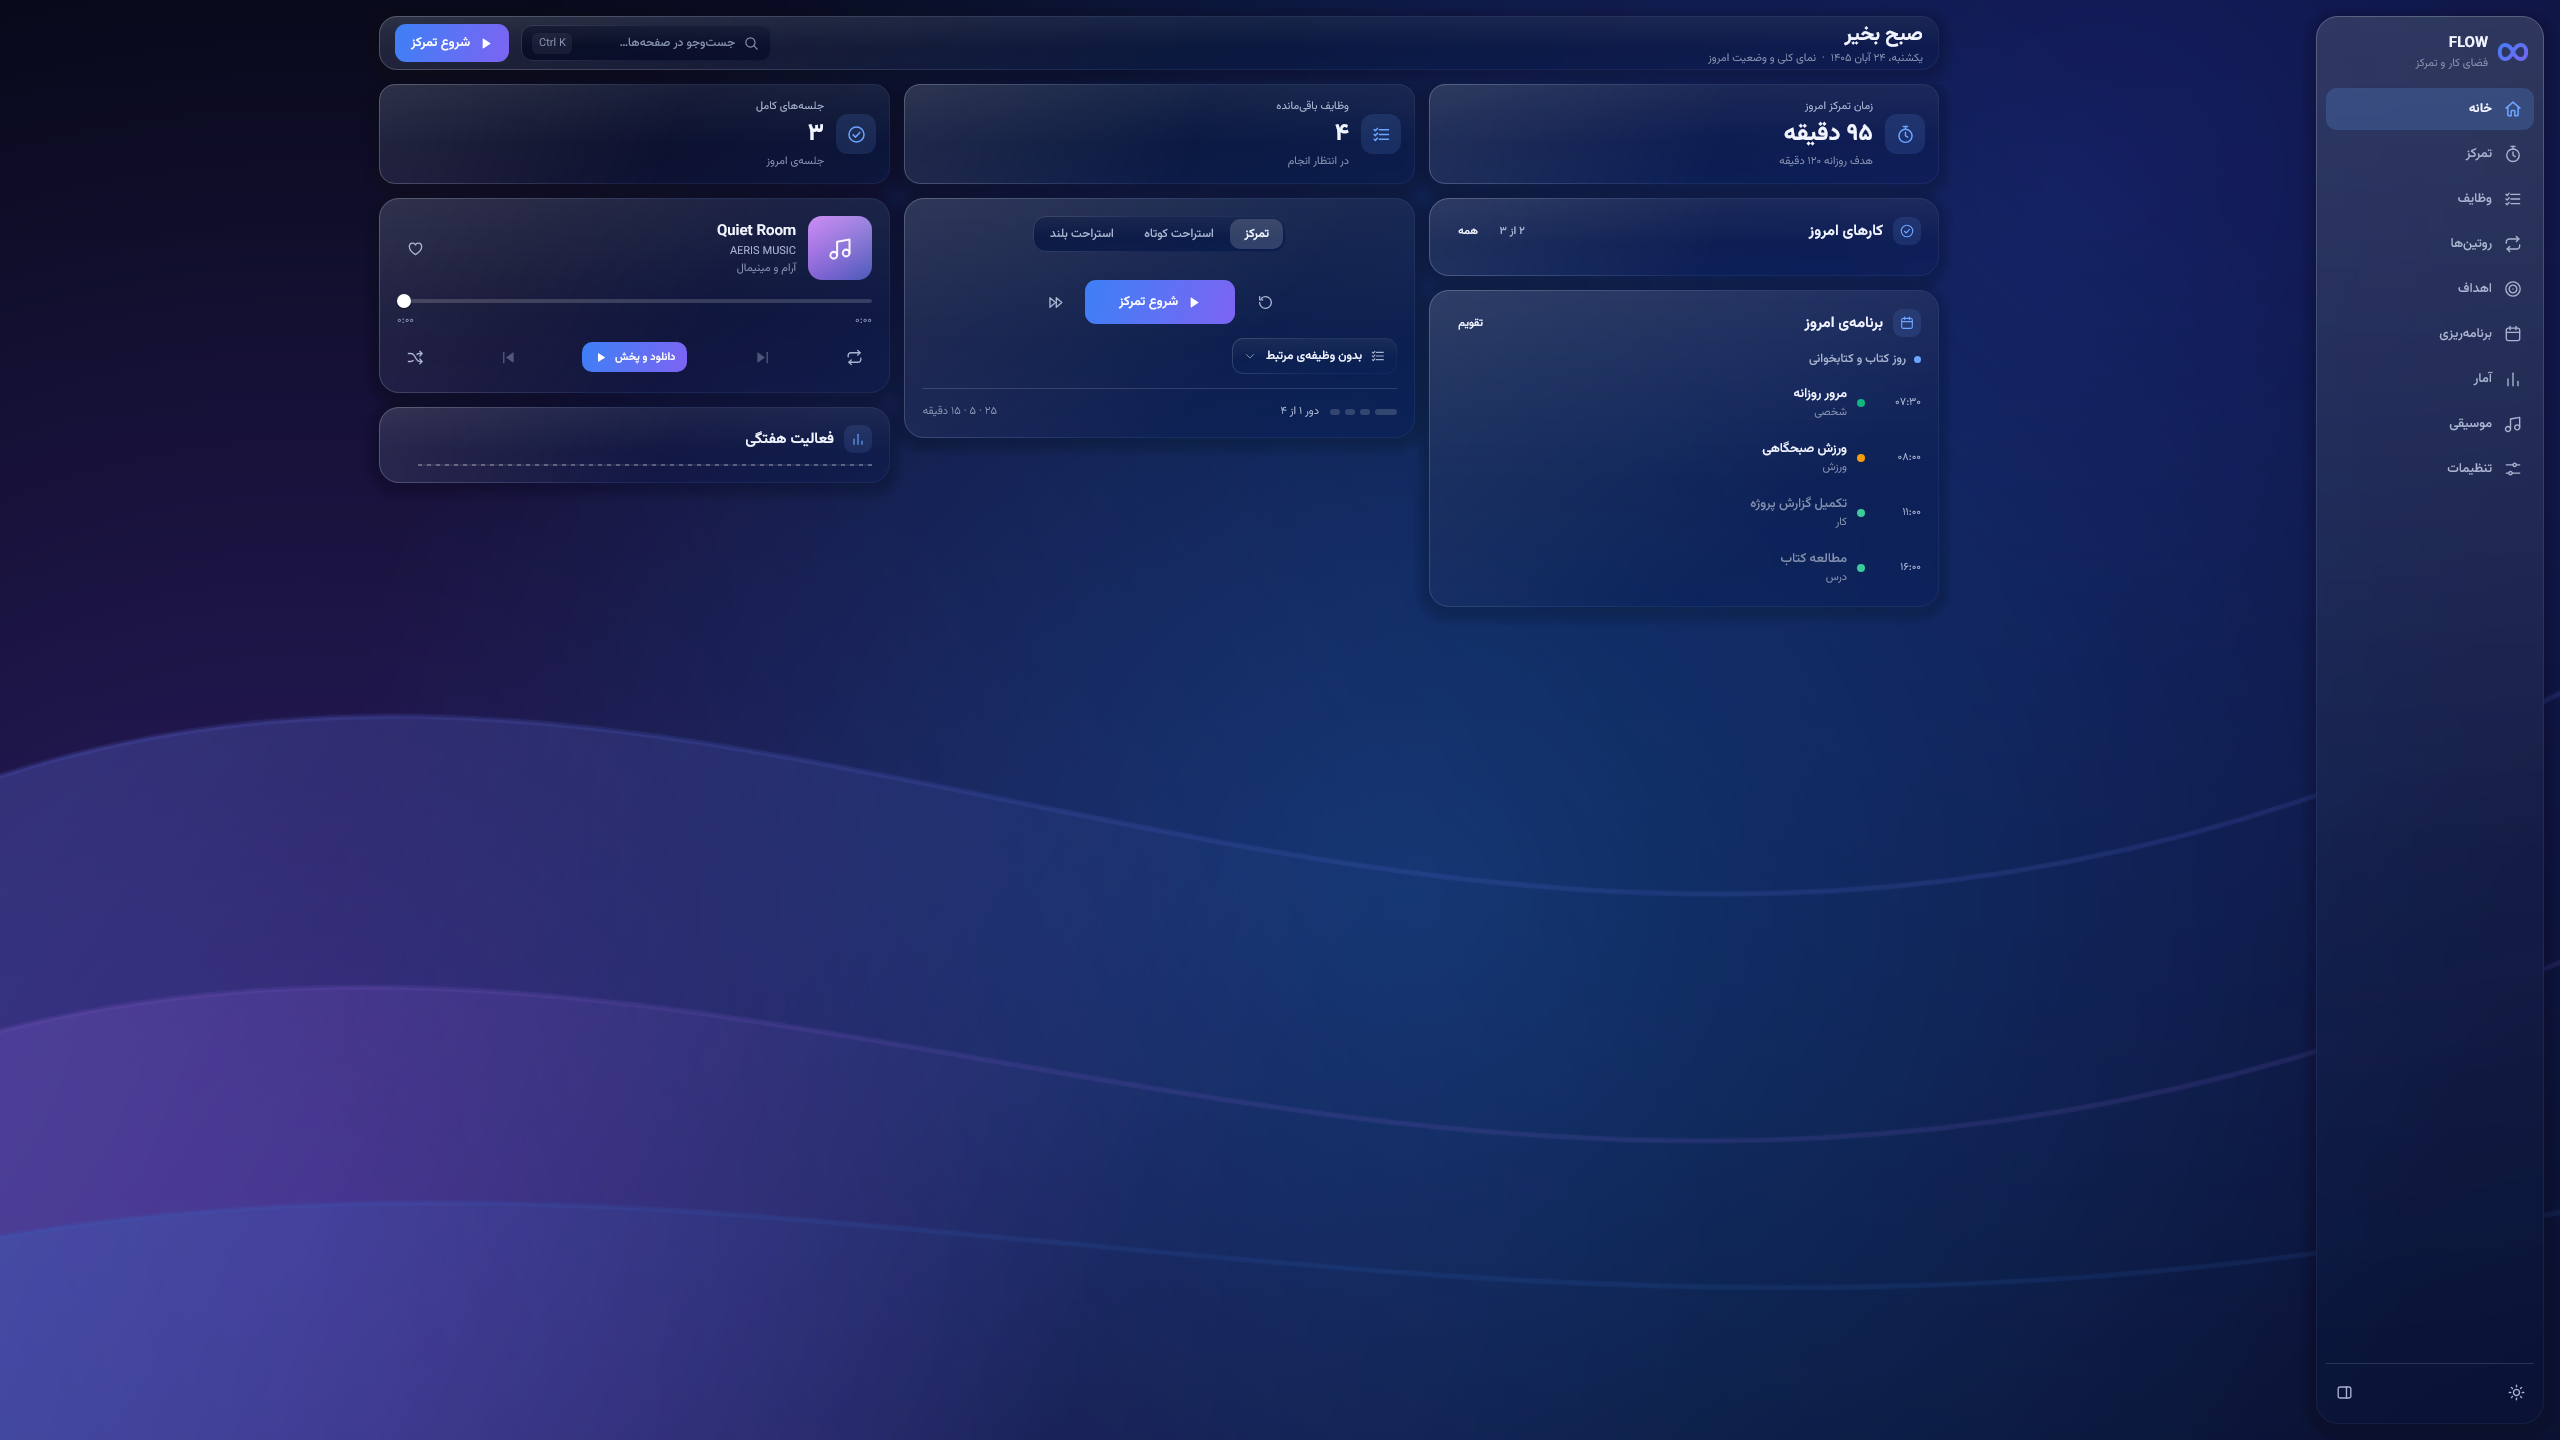 FLOW
فضای کار و تمرکز
خانه
تمرکز
وظایف
روتین‌ها
اهداف
برنامه‌ریزی
آمار
موسیقی
تنظیمات
صبح بخیر
یکشنبه، ۲۴ آبان ۱۴۰۵ · نمای کلی و وضعیت امروز
جست‌وجو در صفحه‌ها...
Ctrl K
شروع تمرکز
زمان تمرکز امروز
۹۵ دقیقه
هدف روزانه ۱۲۰ دقیقه
وظایف باقی‌مانده
۴
در انتظار انجام
جلسه‌های کامل
۳
جلسه‌ی امروز
کارهای امروز
۲ از ۳
همه
برنامه‌ی امروز
تقویم
روز کتاب و کتابخوانی
۰۷:۳۰
مرور روزانه
شخصی
۰۸:۰۰
ورزش صبحگاهی
ورزش
۱۱:۰۰
تکمیل گزارش پروژه
کار
۱۶:۰۰
مطالعه کتاب
درس
تمرکز
استراحت کوتاه
استراحت بلند
شروع تمرکز
بدون وظیفه‌ی مرتبط
دور ۱ از ۴
۲۵ · ۵ · ۱۵ دقیقه
Quiet Room
AERIS MUSIC
آرام و مینیمال
۰:۰۰
۰:۰۰
دانلود و پخش
فعالیت هفتگی